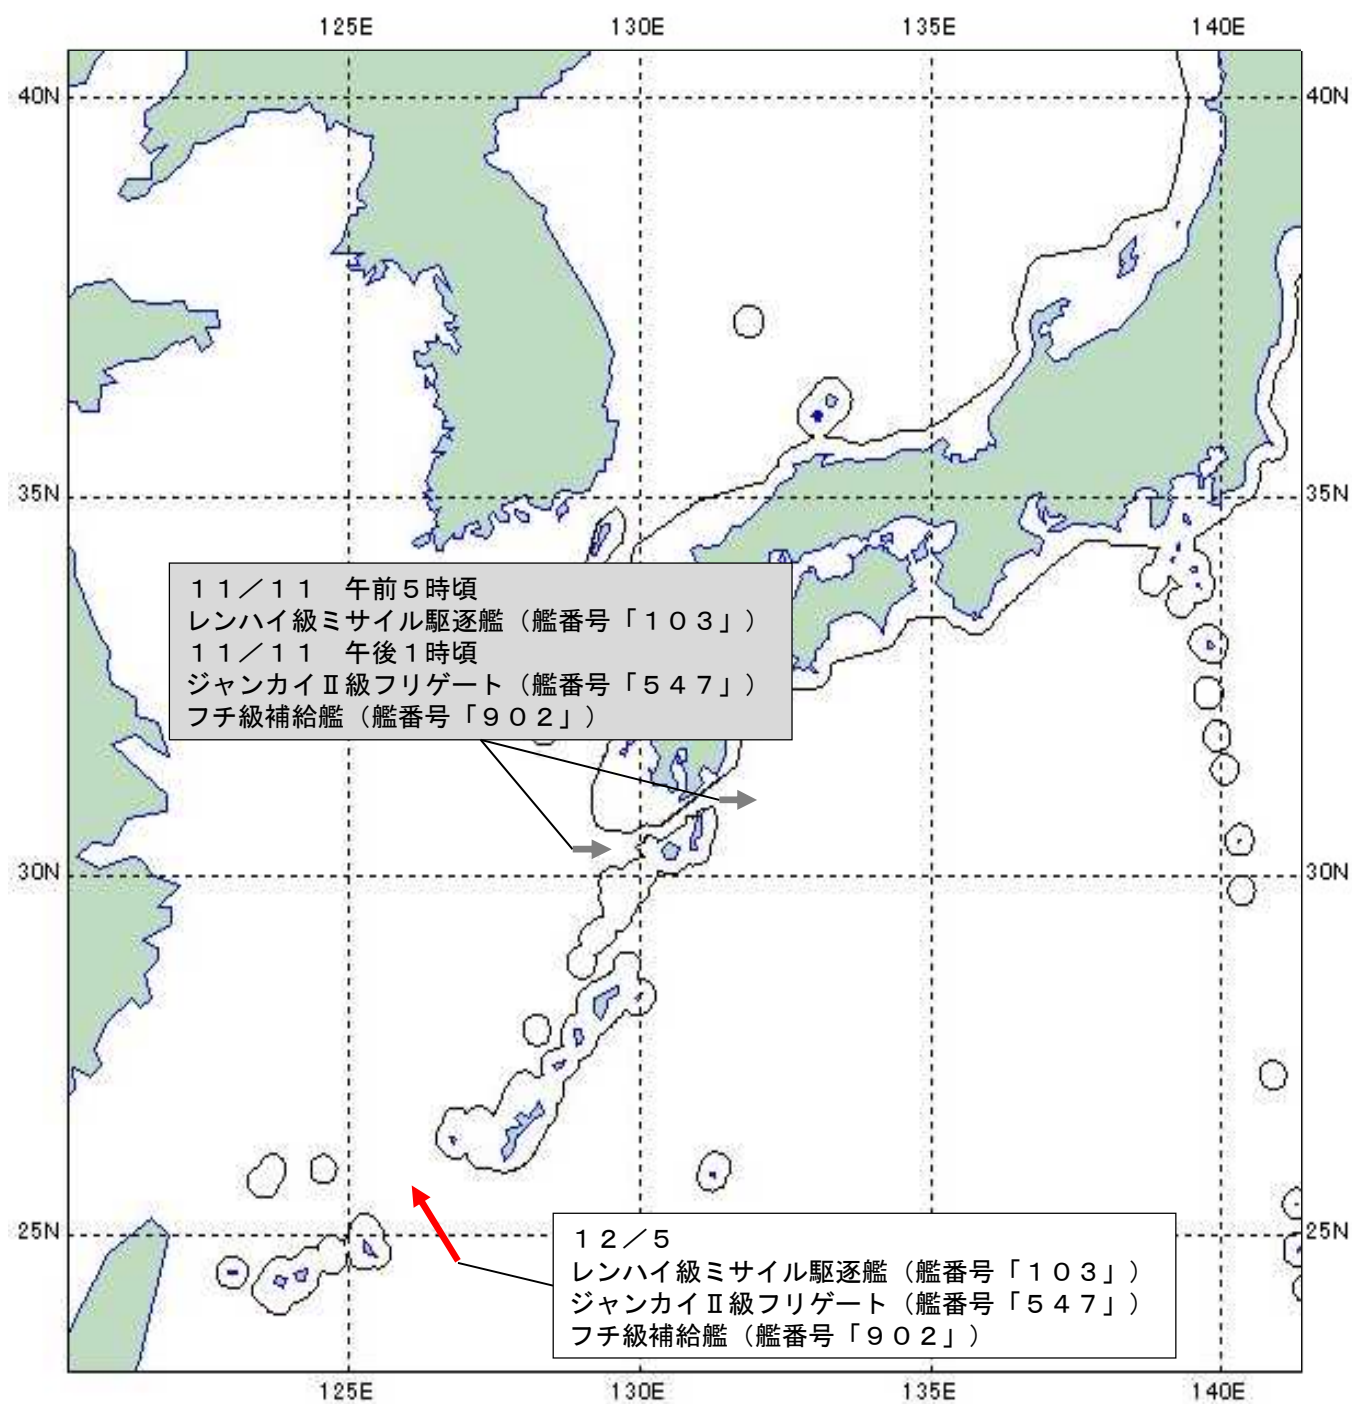 125E 130E 135E 140E
40N 40N
35N 35N
１１／１１　午前５時頃
レンハイ級ミサイル駆逐艦（艦番号「１０３」）
１１／１１　午後１時頃
ジャンカイⅡ級フリゲート（艦番号「５４７」）
フチ級補給艦（艦番号「９０２」）
30N 30N
25N 25N
１２／５
レンハイ級ミサイル駆逐艦（艦番号「１０３」）
ジャンカイⅡ級フリゲート（艦番号「５４７」）
フチ級補給艦（艦番号「９０２」）
125E 130E 135E 140E